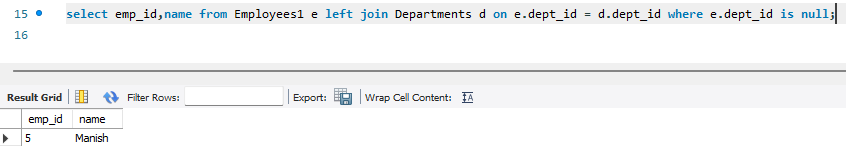 15 select emp_id,name from Employees1 e left join Departments d on e.dept_id = d.dept_id where e.dept_id is null;
16
Result Grid Filter Rows: Export: Wrap Cell Content:
emp_id name
5 Manish